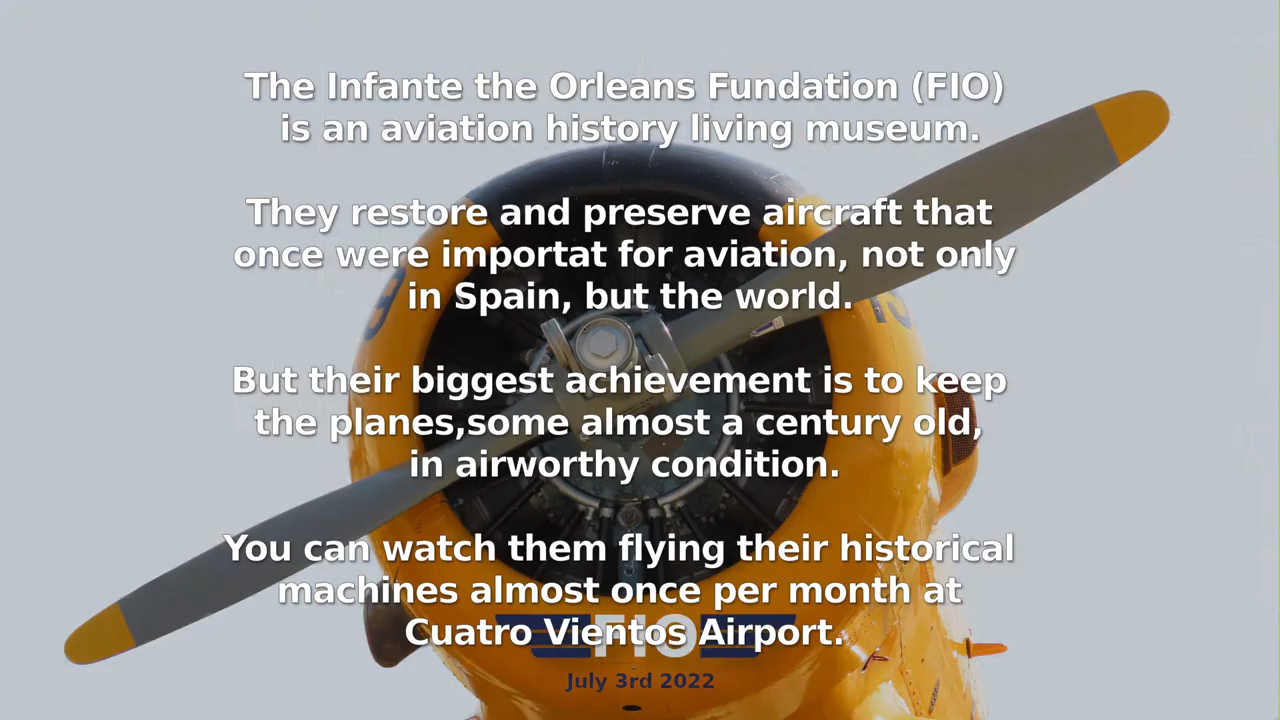 The Infante the Orleans Fundation (FIO)
is an aviation history living museum.
They restore and preserve aircraft that
once were importat for aviation, not only
in Spain, but the world.
But their biggest achievement is to keep
the planes,some almost a century old,
in airworthy condition.
You can watch them flying their historical
machines almost once per month at
Cuatro Vientos Airport.
FIO
July 3rd 2022